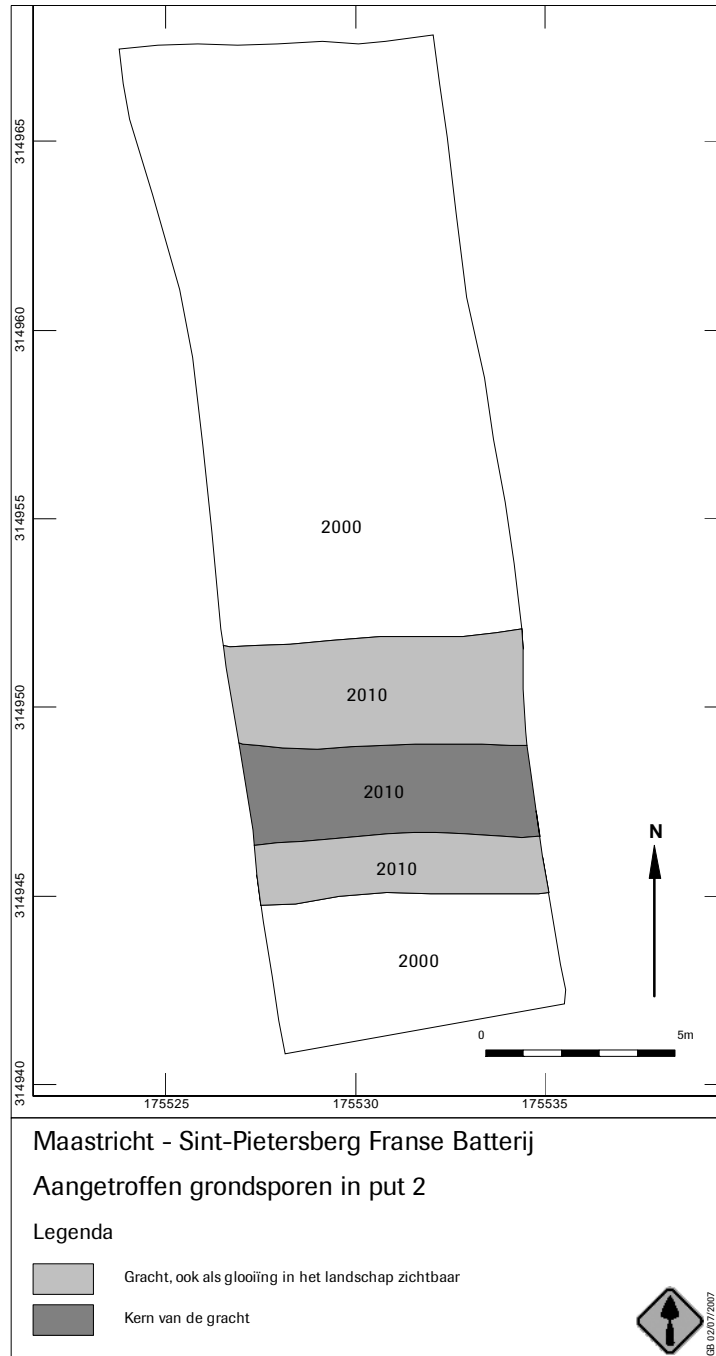 314965
314960
314955
314950
314945
314940
2000
2010
2010
2010
2000
N
0 5m
175525 175530 175535
Maastricht - Sint-Pietersberg Franse Batterij
Aangetroffen grondsporen in put 2
Legenda
Gracht, ook als glooiïng in het landschap zichtbaar
Kern van de gracht
GB 02/07/2007